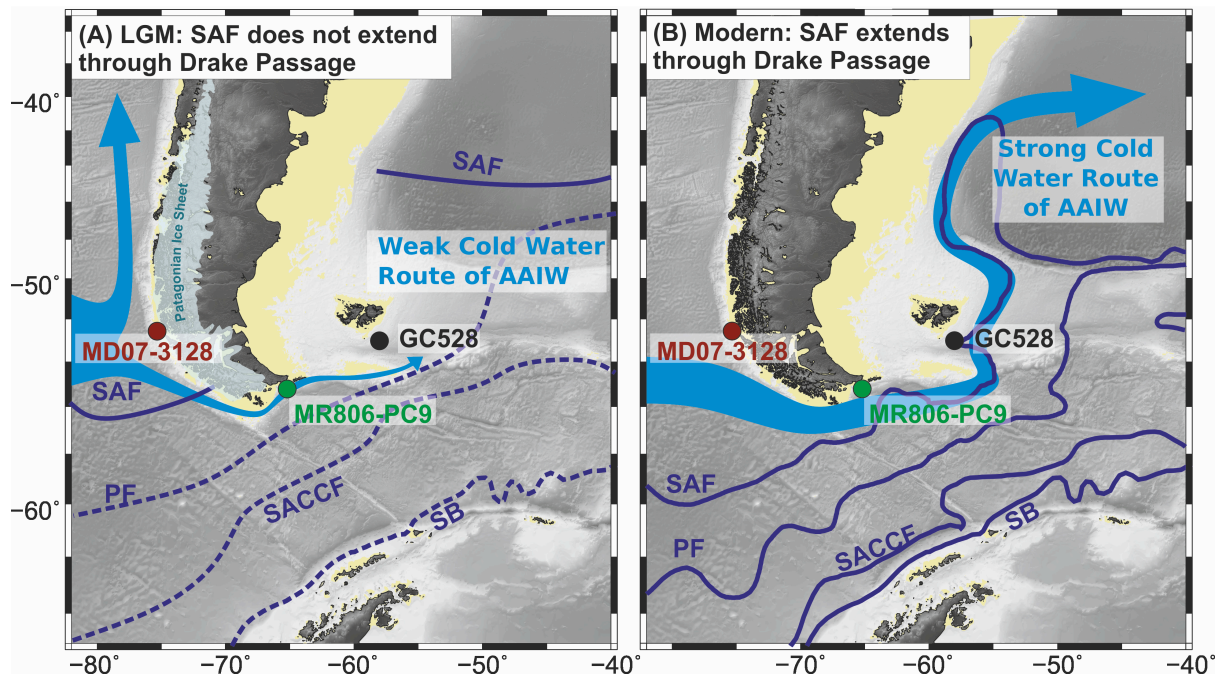 (A) LGM: SAF does not extend
through Drake Passage
−40°
−50°
−60°
SAF
Weak Cold Water
Route of AAIW
Patagonian Ice Sheet
GC528
MD07-3128
SAF
MR806-PC9
PF
SACCF
SB
−80°
−70°
−60°
−50°
−40°
(B) Modern: SAF extends
through Drake Passage
Strong Cold
Water Route
of AAIW
GC528
MD07-3128
MR806-PC9
SAF
PF
SACCF
SB
−70°
−60°
−50°
−40°